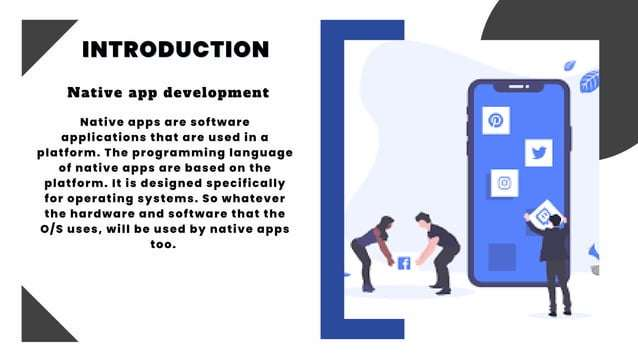 INTRODUCTION
Native app development
Native apps are software
applications that are used in a
platform. The programming language
of native apps are based on the
platform. It is designed specifically
for operating systems. So whatever
the hardware and software that the
O/S uses, will be used by native apps
too.